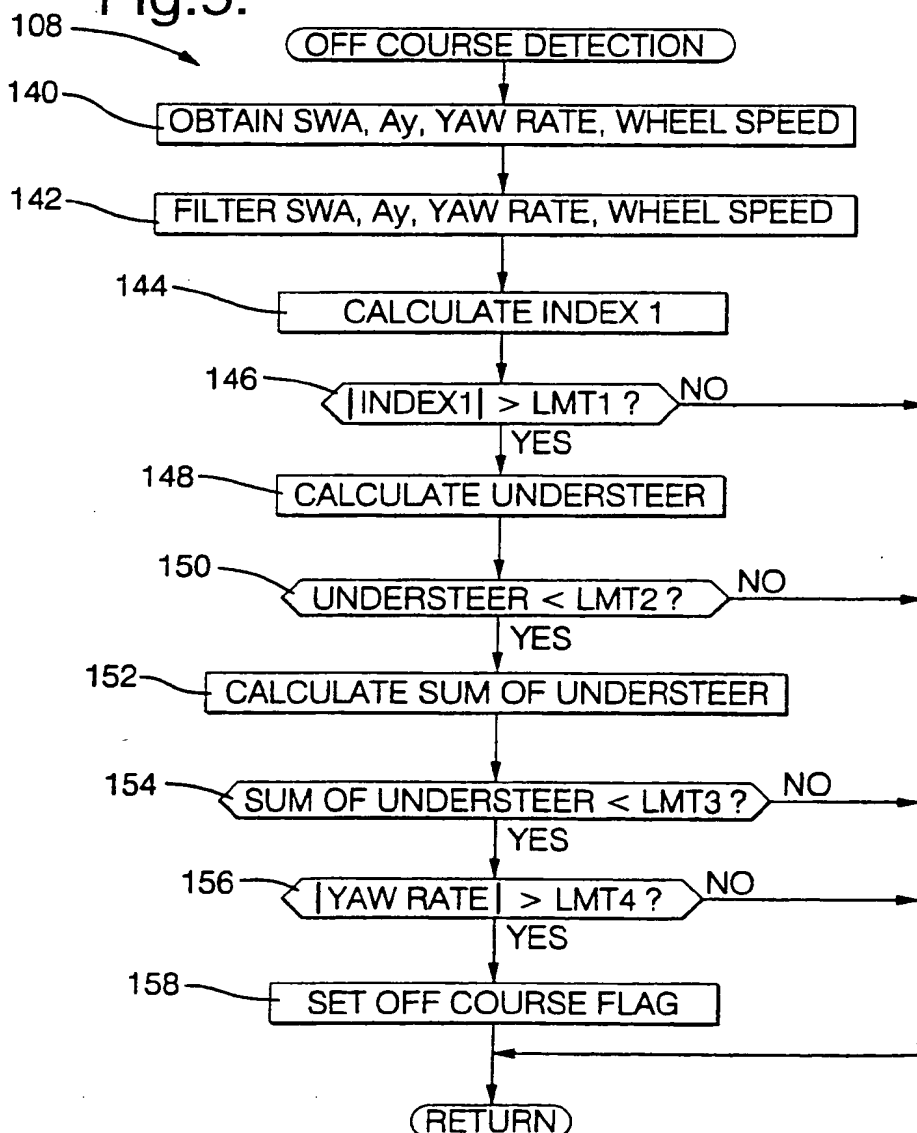 Fig.5.
108
OFF COURSE DETECTION
140
OBTAIN SWA, Ay, YAW RATE, WHEEL SPEED
142
FILTER SWA, Ay, YAW RATE, WHEEL SPEED
144
CALCULATE INDEX 1
146
|INDEX1| > LMT1 ?
NO
YES
148
CALCULATE UNDERSTEER
150
UNDERSTEER < LMT2 ?
NO
YES
152
CALCULATE SUM OF UNDERSTEER
154
SUM OF UNDERSTEER < LMT3 ?
NO
YES
156
|YAW RATE| > LMT4 ?
NO
YES
158
SET OFF COURSE FLAG
RETURN